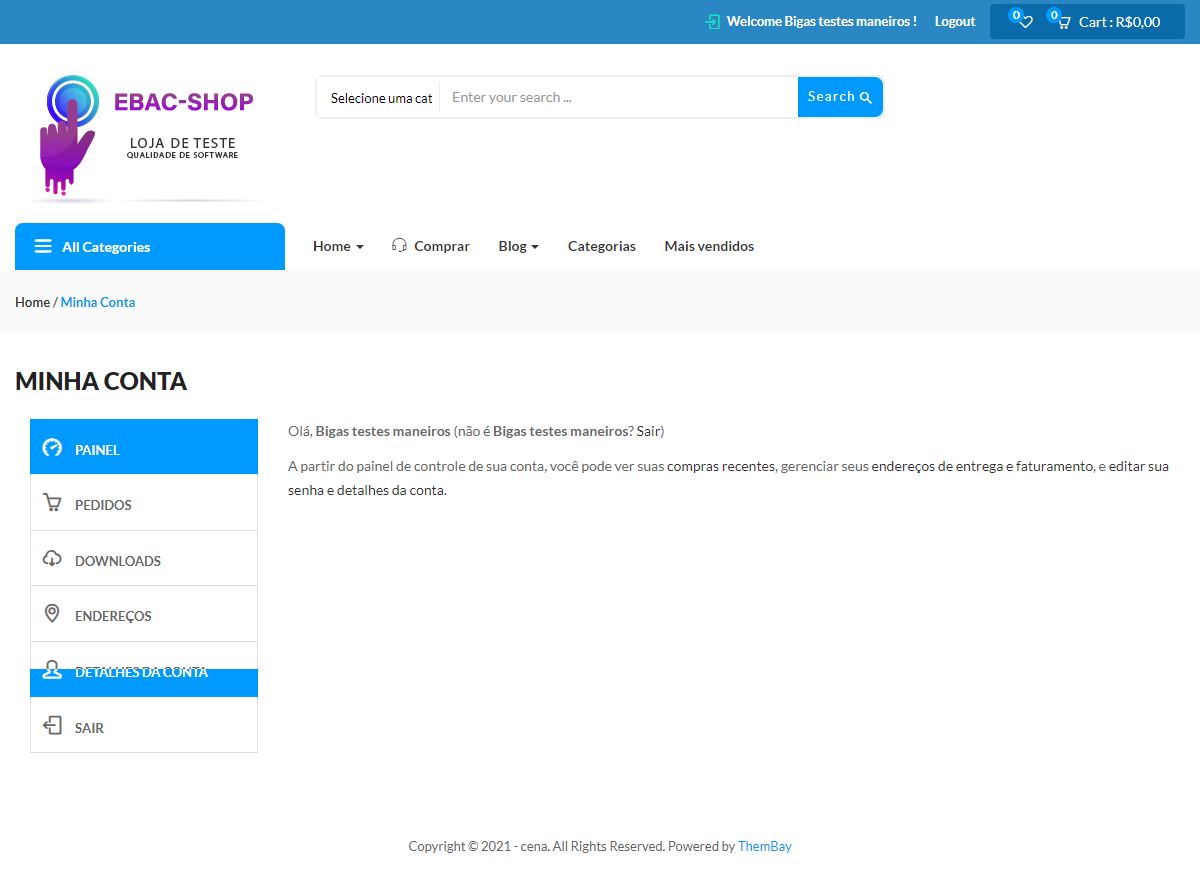 Welcome Bigas testes maneiros ! Logout 0 0 Cart : R$0,00
EBAC-SHOP
LOJA DE TESTE
QUALIDADE DE SOFTWARE
Selecione uma cat Enter your search ... Search
All Categories Home Comprar Blog Categorias Mais vendidos
Home / Minha Conta
MINHA CONTA
PAINEL
PEDIDOS
DOWNLOADS
ENDEREÇOS
DETALHES DA CONTA
SAIR
Olá, Bigas testes maneiros (não é Bigas testes maneiros? Sair)
A partir do painel de controle de sua conta, você pode ver suas compras recentes, gerenciar seus endereços de entrega e faturamento, e editar sua
senha e detalhes da conta.
Copyright © 2021 - cena. All Rights Reserved. Powered by ThemBay